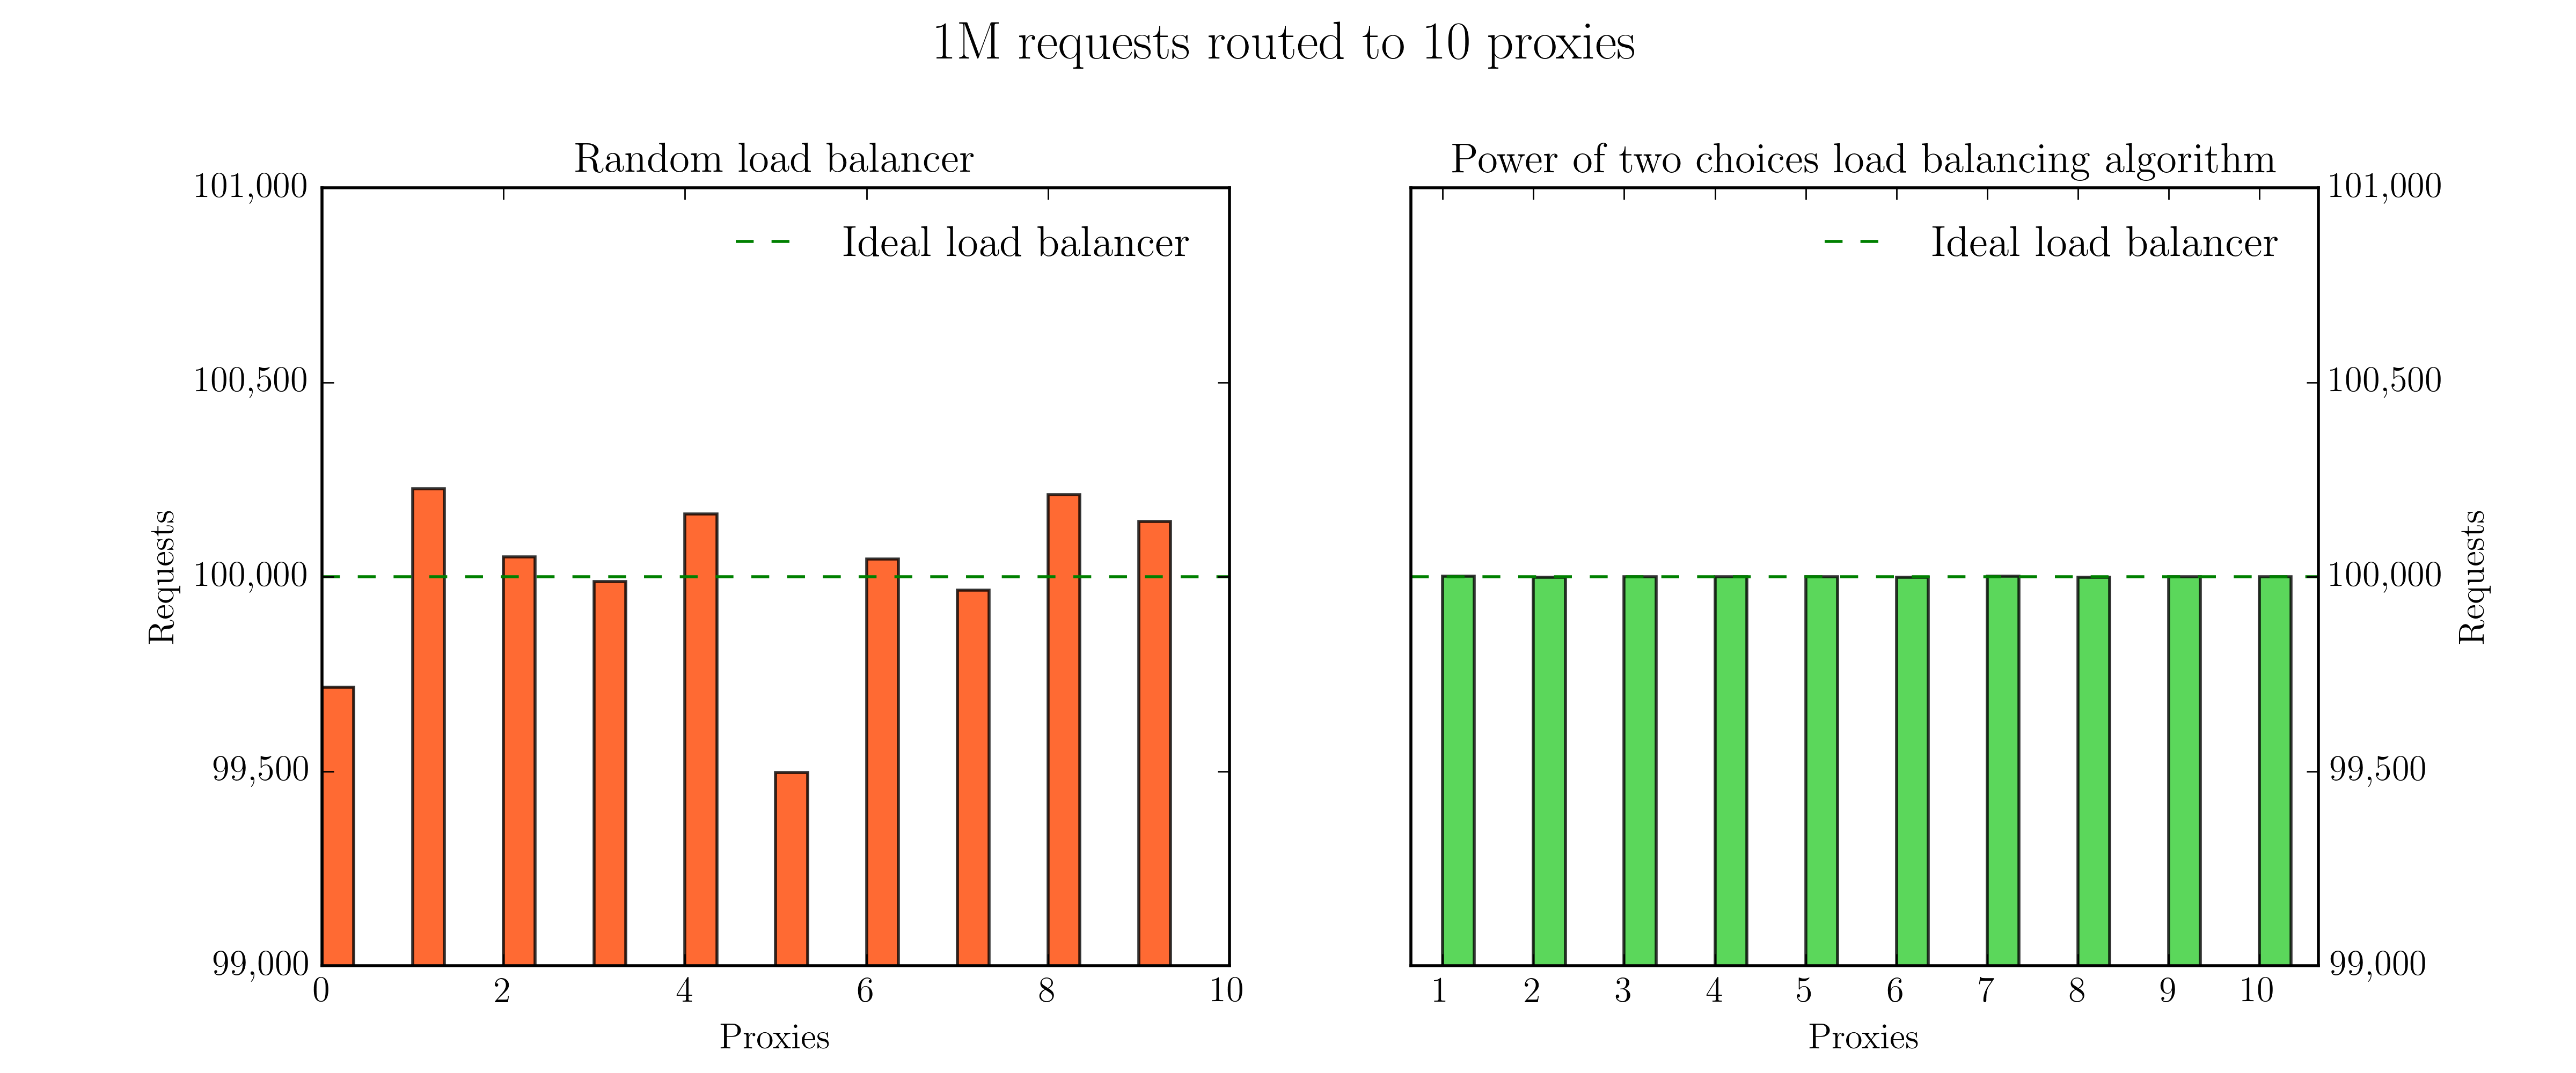 1M requests routed to 10 proxies
Random load balancer
Ideal load balancer
101,000
100,500
100,000
99,500
99,000
Requests
0 2 4 6 8 10
Proxies
Power of two choices load balancing algorithm
Ideal load balancer
101,000
100,500
100,000
99,500
99,000
Requests
1 2 3 4 5 6 7 8 9 10
Proxies